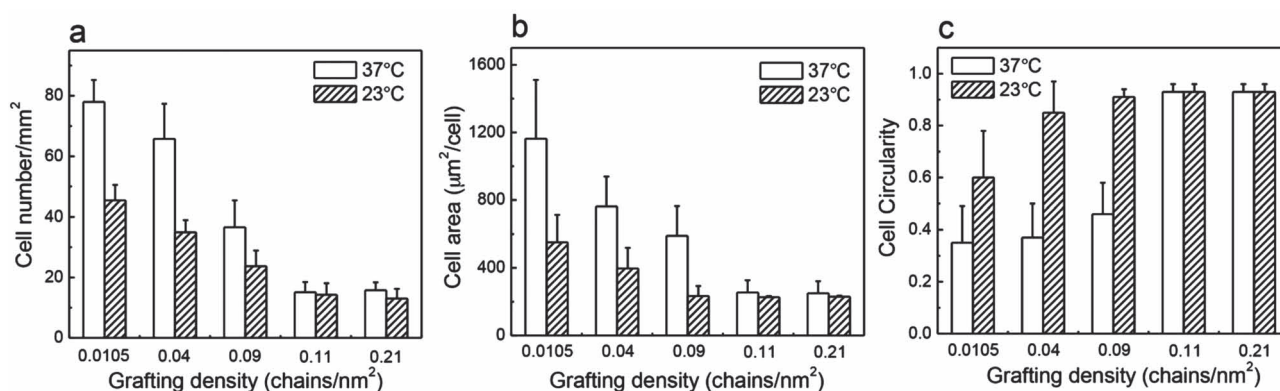 a
37°C
23°C
80
60
40
20
0
Cell number/mm²
0.0105 0.04 0.09 0.11 0.21
Grafting density (chains/nm²)
b
37°C
23°C
1600
1200
800
400
0
Cell area (μm²/cell)
0.0105 0.04 0.09 0.11 0.21
Grafting density (chains/nm²)
c
37°C
23°C
1.0
0.8
0.6
0.4
0.2
0.0
Cell Circularity
0.0105 0.04 0.09 0.11 0.21
Grafting density (chains/nm²)